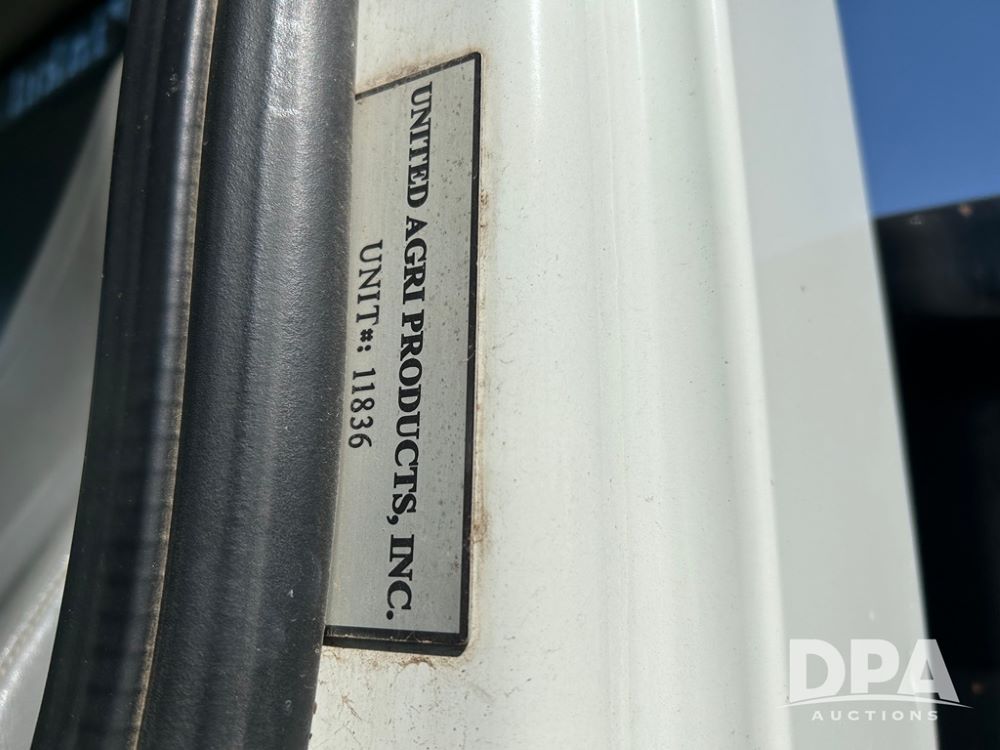 UNITED AGRI PRODUCTS, INC.
UNIT#: 11836
DPA
AUCTIONS